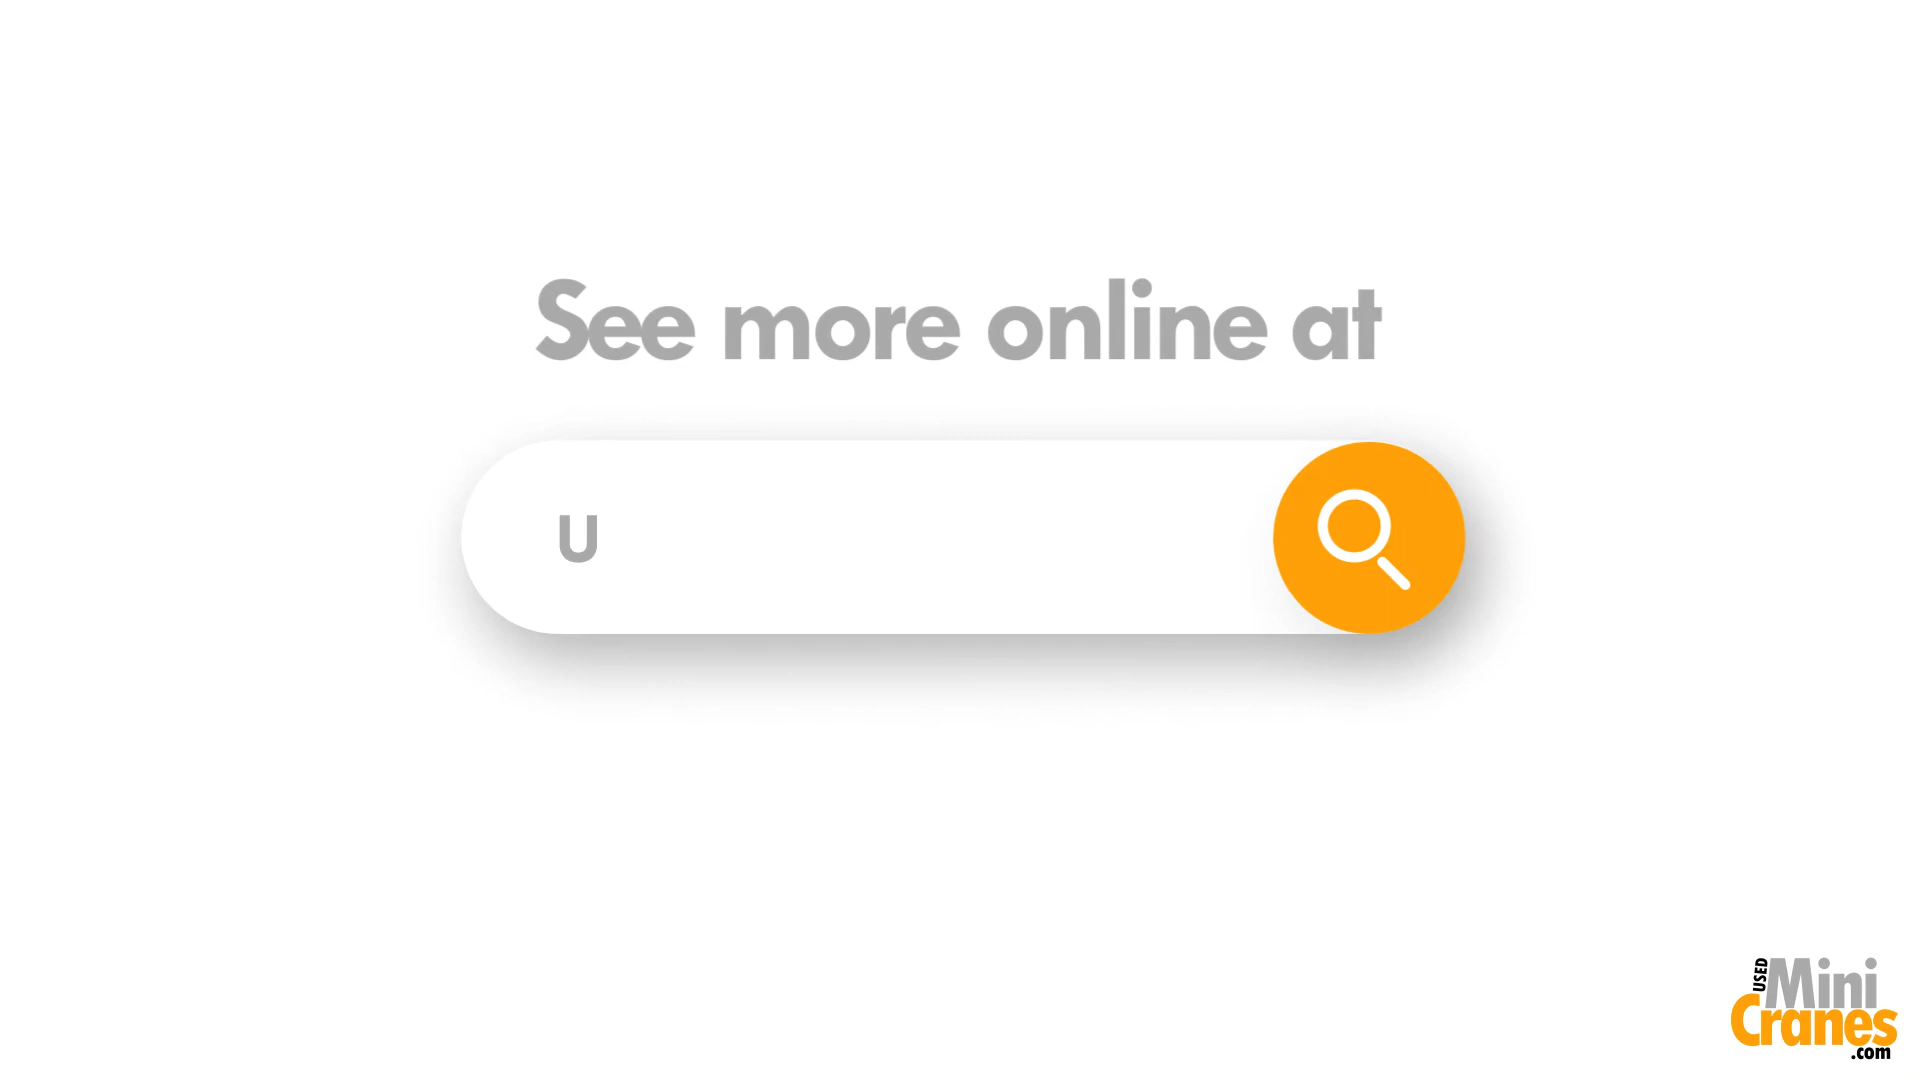 See more online at
U
USED
Mini
Cranes
.com